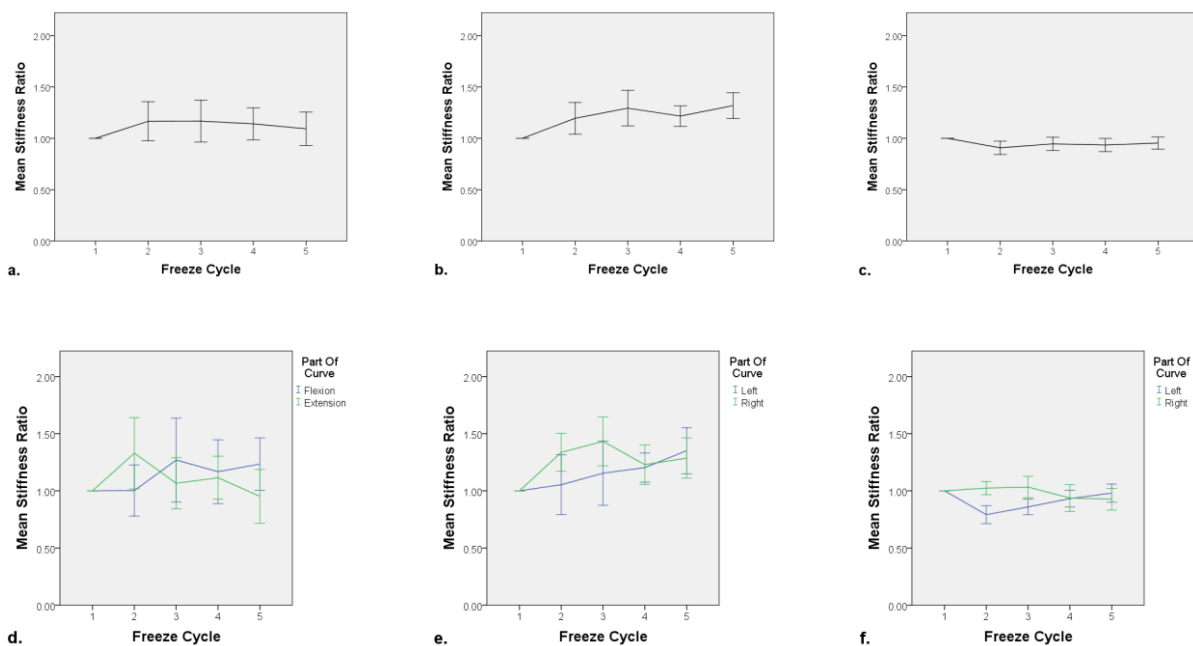 2.00
1.50
1.00
0.50
0.00
Mean Stiffness Ratio
1 2 3 4 5
Freeze Cycle
a.
2.00
1.50
1.00
0.50
0.00
Mean Stiffness Ratio
1 2 3 4 5
Freeze Cycle
b.
2.00
1.50
1.00
0.50
0.00
Mean Stiffness Ratio
1 2 3 4 5
Freeze Cycle
c.
Part Of
Curve
Flexion
Extension
2.00
1.50
1.00
0.50
0.00
Mean Stiffness Ratio
1 2 3 4 5
Freeze Cycle
d.
Part Of
Curve
Left
Right
2.00
1.50
1.00
0.50
0.00
Mean Stiffness Ratio
1 2 3 4 5
Freeze Cycle
e.
Part Of
Curve
Left
Right
2.00
1.50
1.00
0.50
0.00
Mean Stiffness Ratio
1 2 3 4 5
Freeze Cycle
f.